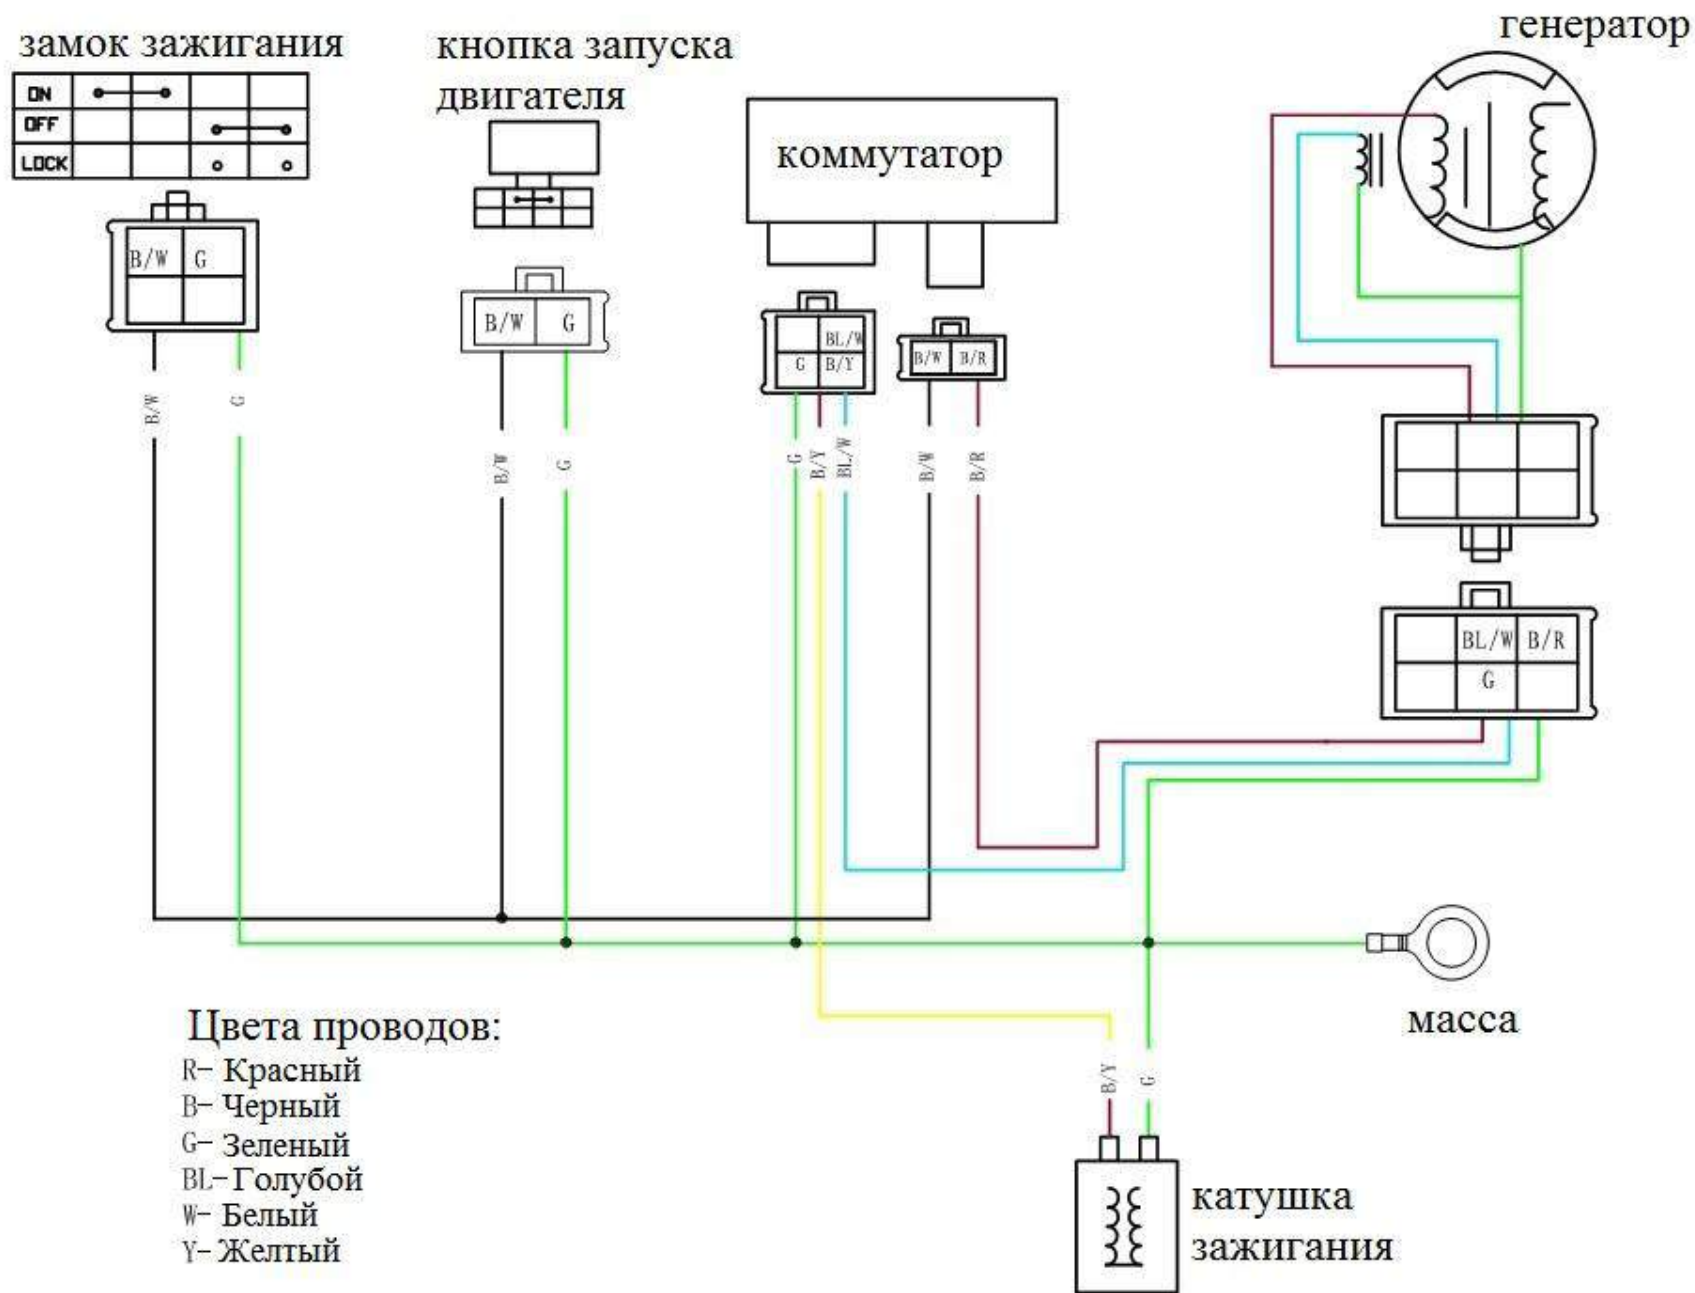 генератор
замок зажигания
кнопка запуска
двигателя
ON
OFF
LOCK
коммутатор
B/W G
B/W G
BL/W
G B/Y
B/W B/R
B/W
G
B/W
G
G
B/Y
BL/W
B/W
B/R
BL/W B/R
G
масса
Цвета проводов:
R- Красный
B- Черный
G- Зеленый
BL- Голубой
W- Белый
Y- Желтый
B/Y
G
катушка
зажигания